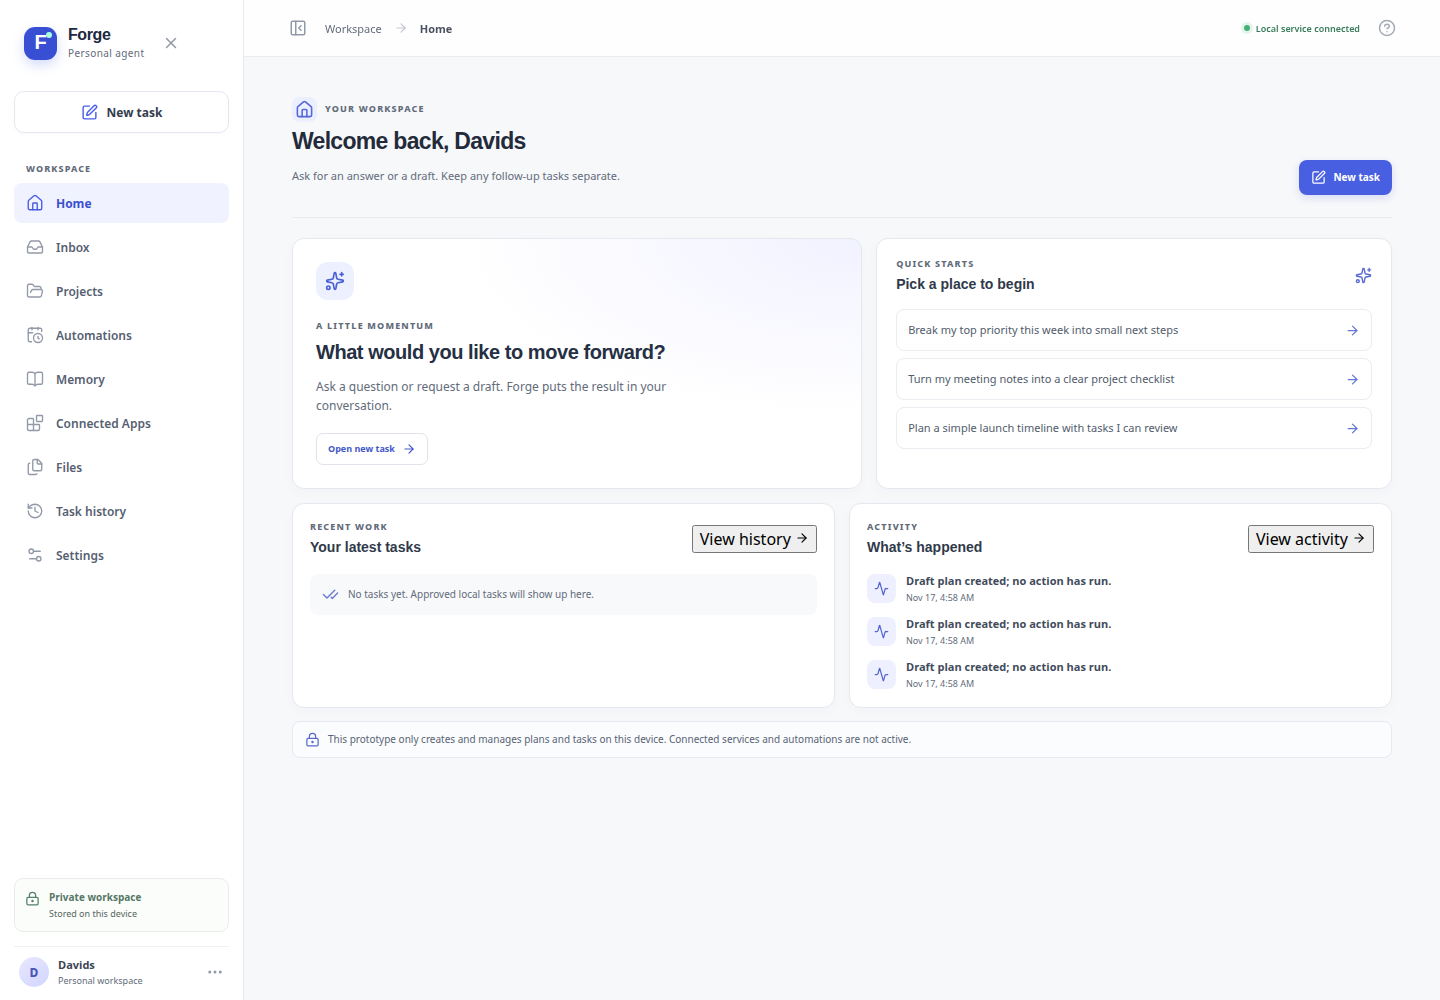 F
Forge
Personal agent
New task
WORKSPACE
Home
Inbox
Projects
Automations
Memory
Connected Apps
Files
Task history
Settings
Private workspace
Stored on this device
D
Davids
Personal workspace
Workspace
Home
Local service connected
YOUR WORKSPACE
Welcome back, Davids
Ask for an answer or a draft. Keep any follow-up tasks separate.
New task
A LITTLE MOMENTUM
What would you like to move forward?
Ask a question or request a draft. Forge puts the result in your
conversation.
Open new task
QUICK STARTS
Pick a place to begin
Break my top priority this week into small next steps
Turn my meeting notes into a clear project checklist
Plan a simple launch timeline with tasks I can review
RECENT WORK
Your latest tasks
View history
No tasks yet. Approved local tasks will show up here.
ACTIVITY
What’s happened
View activity
Draft plan created; no action has run.
Nov 17, 4:58 AM
Draft plan created; no action has run.
Nov 17, 4:58 AM
Draft plan created; no action has run.
Nov 17, 4:58 AM
This prototype only creates and manages plans and tasks on this device. Connected services and automations are not active.